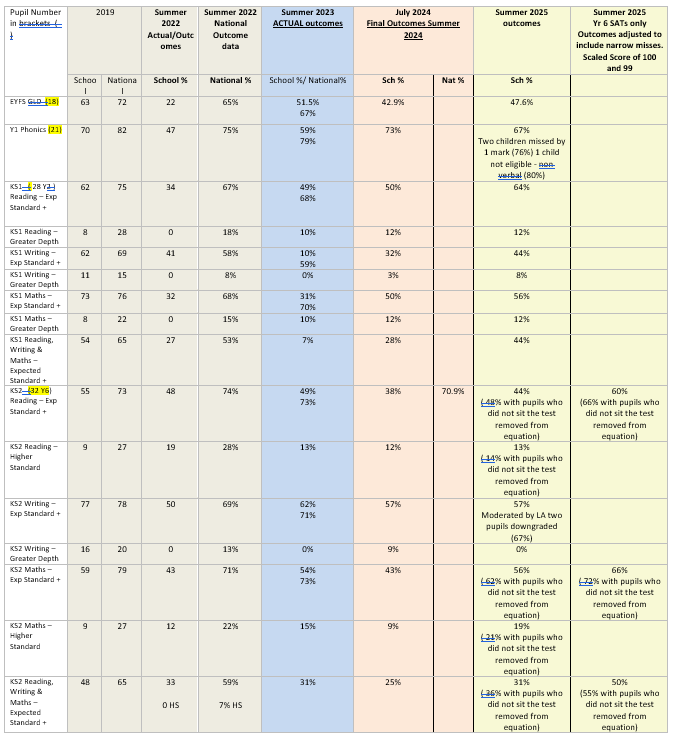 Pupil Number in brackets ( ) | 2019 | Summer 2022 Actual/Outcomes | Summer 2022 National Outcome data | Summer 2023 ACTUAL outcomes | July 2024 Final Outcomes Summer 2024 | Summer 2025 outcomes | Summer 2025 Yr 6 SATs only Outcomes adjusted to include narrow misses. Scaled Score of 100 and 99
School | National | School % | National % | School %/ National% | Sch % | Nat % | Sch %
EYFS GLD (18) | 63 | 72 | 22 | 65% | 51.5% 67% | 42.9% | 47.6%
Y1 Phonics (21) | 70 | 82 | 47 | 75% | 59% 79% | 73% | 67% Two children missed by 1 mark (76%) 1 child not eligible - non verbal (80%)
KS1 ( 28 Y2 ) Reading – Exp Standard + | 62 | 75 | 34 | 67% | 49% 68% | 50% | 64%
KS1 Reading – Greater Depth | 8 | 28 | 0 | 18% | 10% | 12% | 12%
KS1 Writing – Exp Standard + | 62 | 69 | 41 | 58% | 10% 59% | 32% | 44%
KS1 Writing – Greater Depth | 11 | 15 | 0 | 8% | 0% | 3% | 8%
KS1 Maths – Exp Standard + | 73 | 76 | 32 | 68% | 31% 70% | 50% | 56%
KS1 Maths – Greater Depth | 8 | 22 | 0 | 15% | 10% | 12% | 12%
KS1 Reading, Writing & Maths – Expected Standard + | 54 | 65 | 27 | 53% | 7% | 28% | 44%
KS2 (32 Y6) Reading – Exp Standard + | 55 | 73 | 48 | 74% | 49% 73% | 38% | 70.9% | 44% ( 48% with pupils who did not sit the test removed from equation) | 60% (66% with pupils who did not sit the test removed from equation)
KS2 Reading – Higher Standard | 9 | 27 | 19 | 28% | 13% | 12% | 13% ( 14% with pupils who did not sit the test removed from equation)
KS2 Writing – Exp Standard + | 77 | 78 | 50 | 69% | 62% 71% | 57% | 57% Moderated by LA two pupils downgraded (67%)
KS2 Writing – Greater Depth | 16 | 20 | 0 | 13% | 0% | 9% | 0%
KS2 Maths – Exp Standard + | 59 | 79 | 43 | 71% | 54% 73% | 43% | 56% ( 62% with pupils who did not sit the test removed from equation) | 66% ( 72% with pupils who did not sit the test removed from equation)
KS2 Maths – Higher Standard | 9 | 27 | 12 | 22% | 15% | 9% | 19% ( 21% with pupils who did not sit the test removed from equation)
KS2 Reading, Writing & Maths – Expected Standard + | 48 | 65 | 33 0 HS | 59% 7% HS | 31% | 25% | 31% ( 36% with pupils who did not sit the test removed from equation) | 50% (55% with pupils who did not sit the test removed from equation)